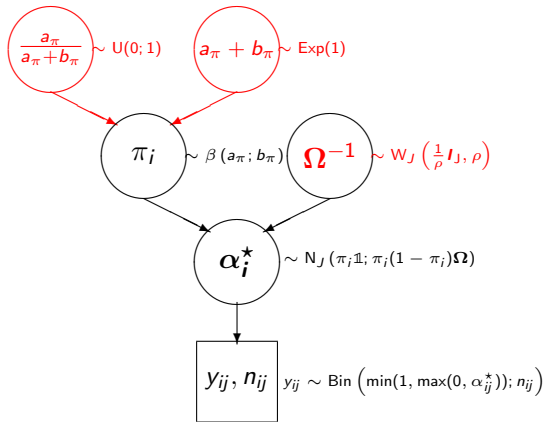 a_π / (a_π + b_π) ∼ U(0; 1)
a_π + b_π ∼ Exp(1)
π_i ∼ β (a_π; b_π)
Ω⁻¹ ∼ W_J (1/ρ I_J, ρ)
α_i^⋆ ∼ N_J (π_i 𝟙; π_i(1 − π_i)Ω)
y_ij, n_ij y_ij ∼ Bin (min(1, max(0, α_ij^⋆)); n_ij)